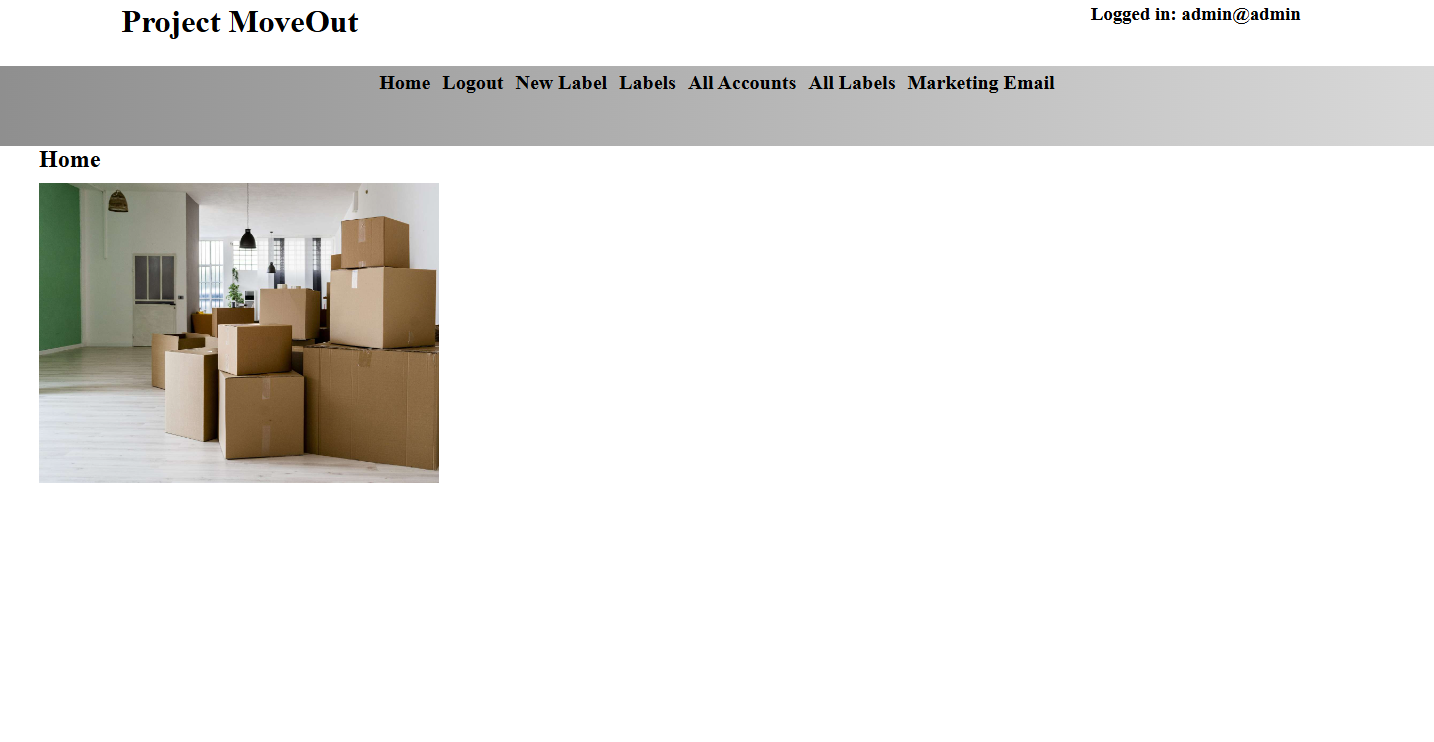 Project MoveOut
Logged in: admin@admin
Home Logout New Label Labels All Accounts All Labels Marketing Email
Home